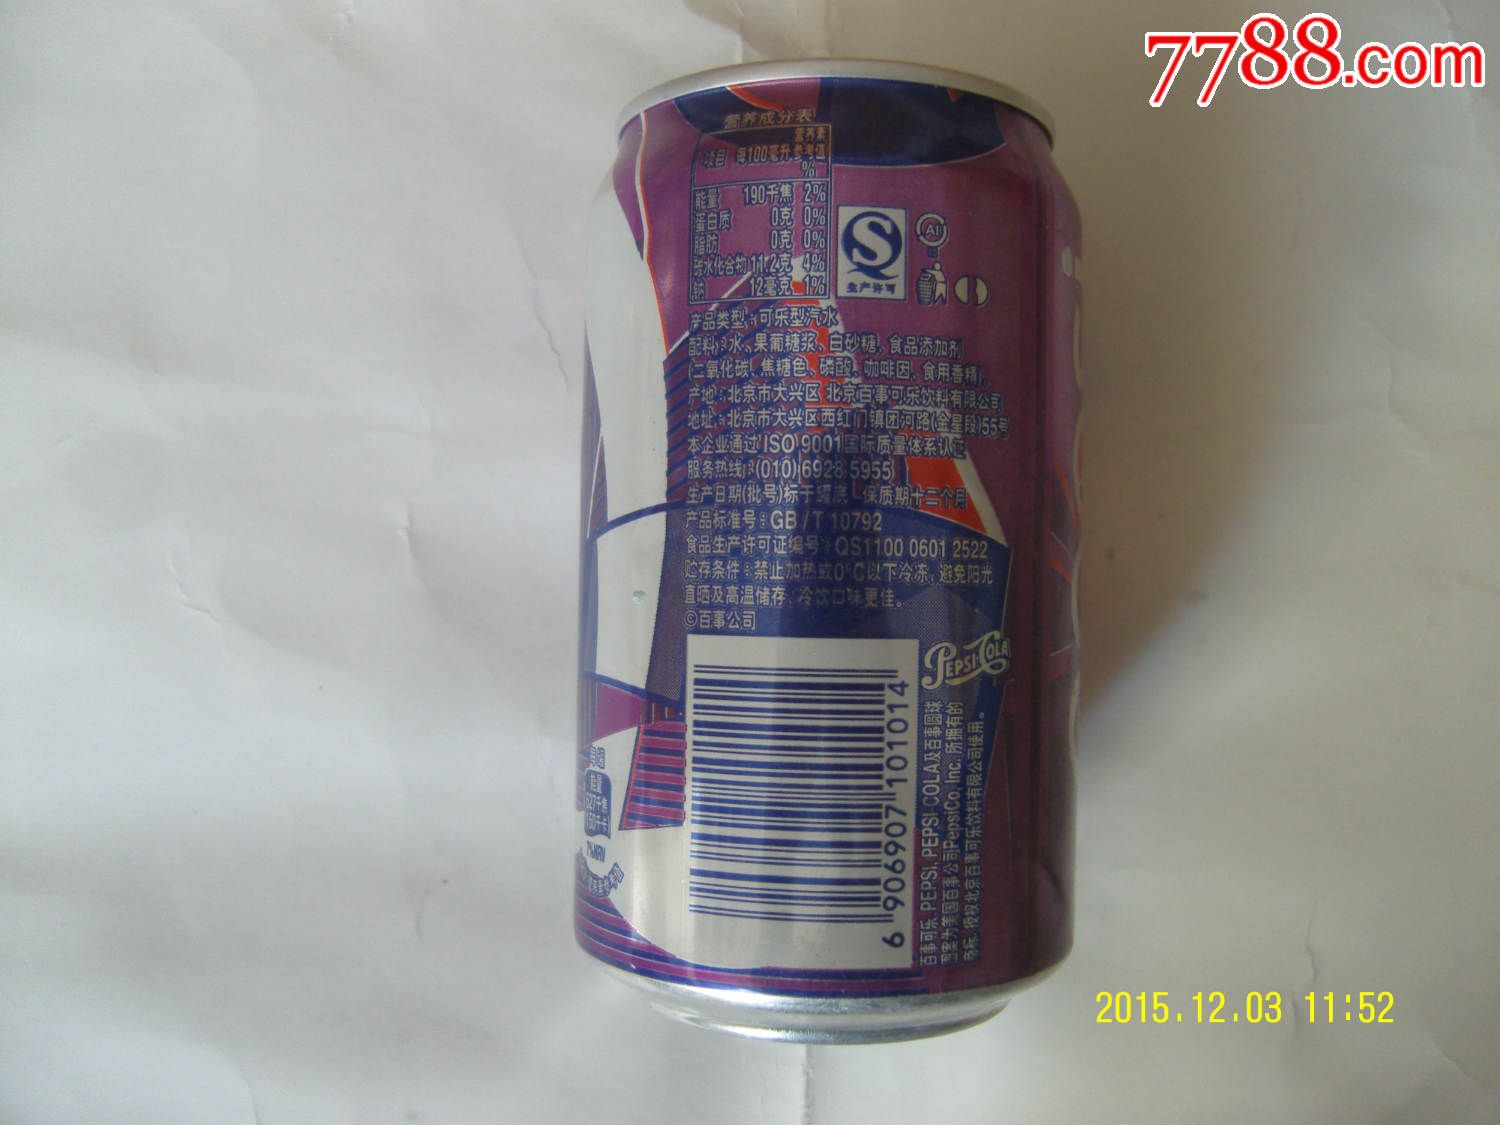 7788.com
营养成分表
项目 每100毫升 营养素参考值%
能量 190千焦 2%
蛋白质 0克 0%
脂肪 0克 0%
碳水化合物 11.2克 4%
钠 12毫克 1%
生产许可
Al
产品类型:可乐型汽水
配料:水、果葡糖浆、白砂糖、食品添加剂
(二氧化碳、焦糖色、磷酸、咖啡因、食用香精)。
产地:北京市大兴区 北京百事可乐饮料有限公司
地址:北京市大兴区西红门镇团河路(金星段)55号
本企业通过 ISO 9001国际质量体系认证
服务热线:(010)6928 5955
生产日期(批号)标于罐底 保质期十二个月
产品标准号:GB/T 10792
食品生产许可证编号:QS1100 0601 2522
贮存条件:禁止加热或0°C以下冷冻,避免阳光
直晒及高温储存。冷饮口味更佳。
©百事公司
PEPSI·COLA
6 906907 101014
百事可乐, PEPSI, PEPSI-COLA及百事圆球
图案为美国百事公司PepsiCo, Inc. 所拥有的
商标, 授权北京百事可乐饮料有限公司使用。
627千焦
150千卡
7%NRV
2015.12.03 11:52